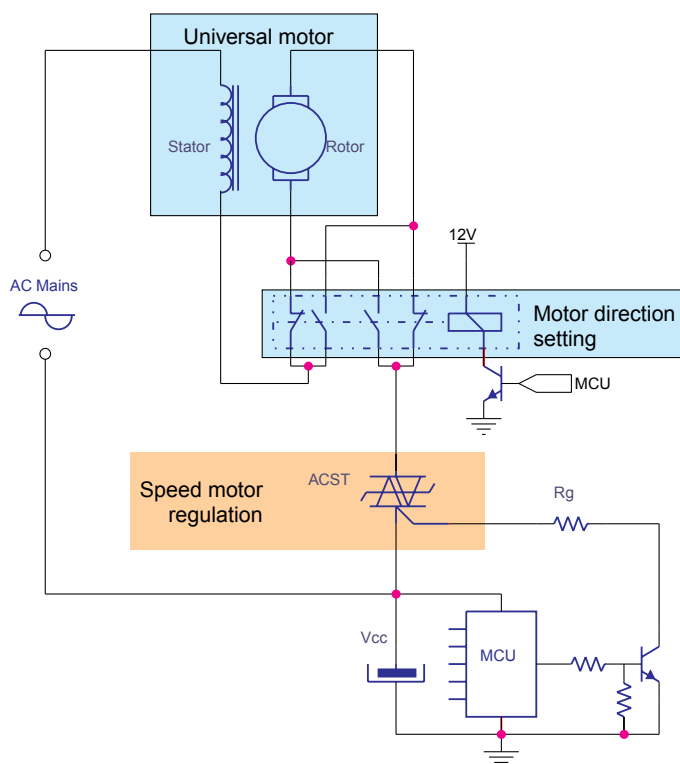 Universal motor
Stator
Rotor
12V
AC Mains
Motor direction
setting
MCU
Speed motor
regulation
ACST
Rg
Vcc
MCU